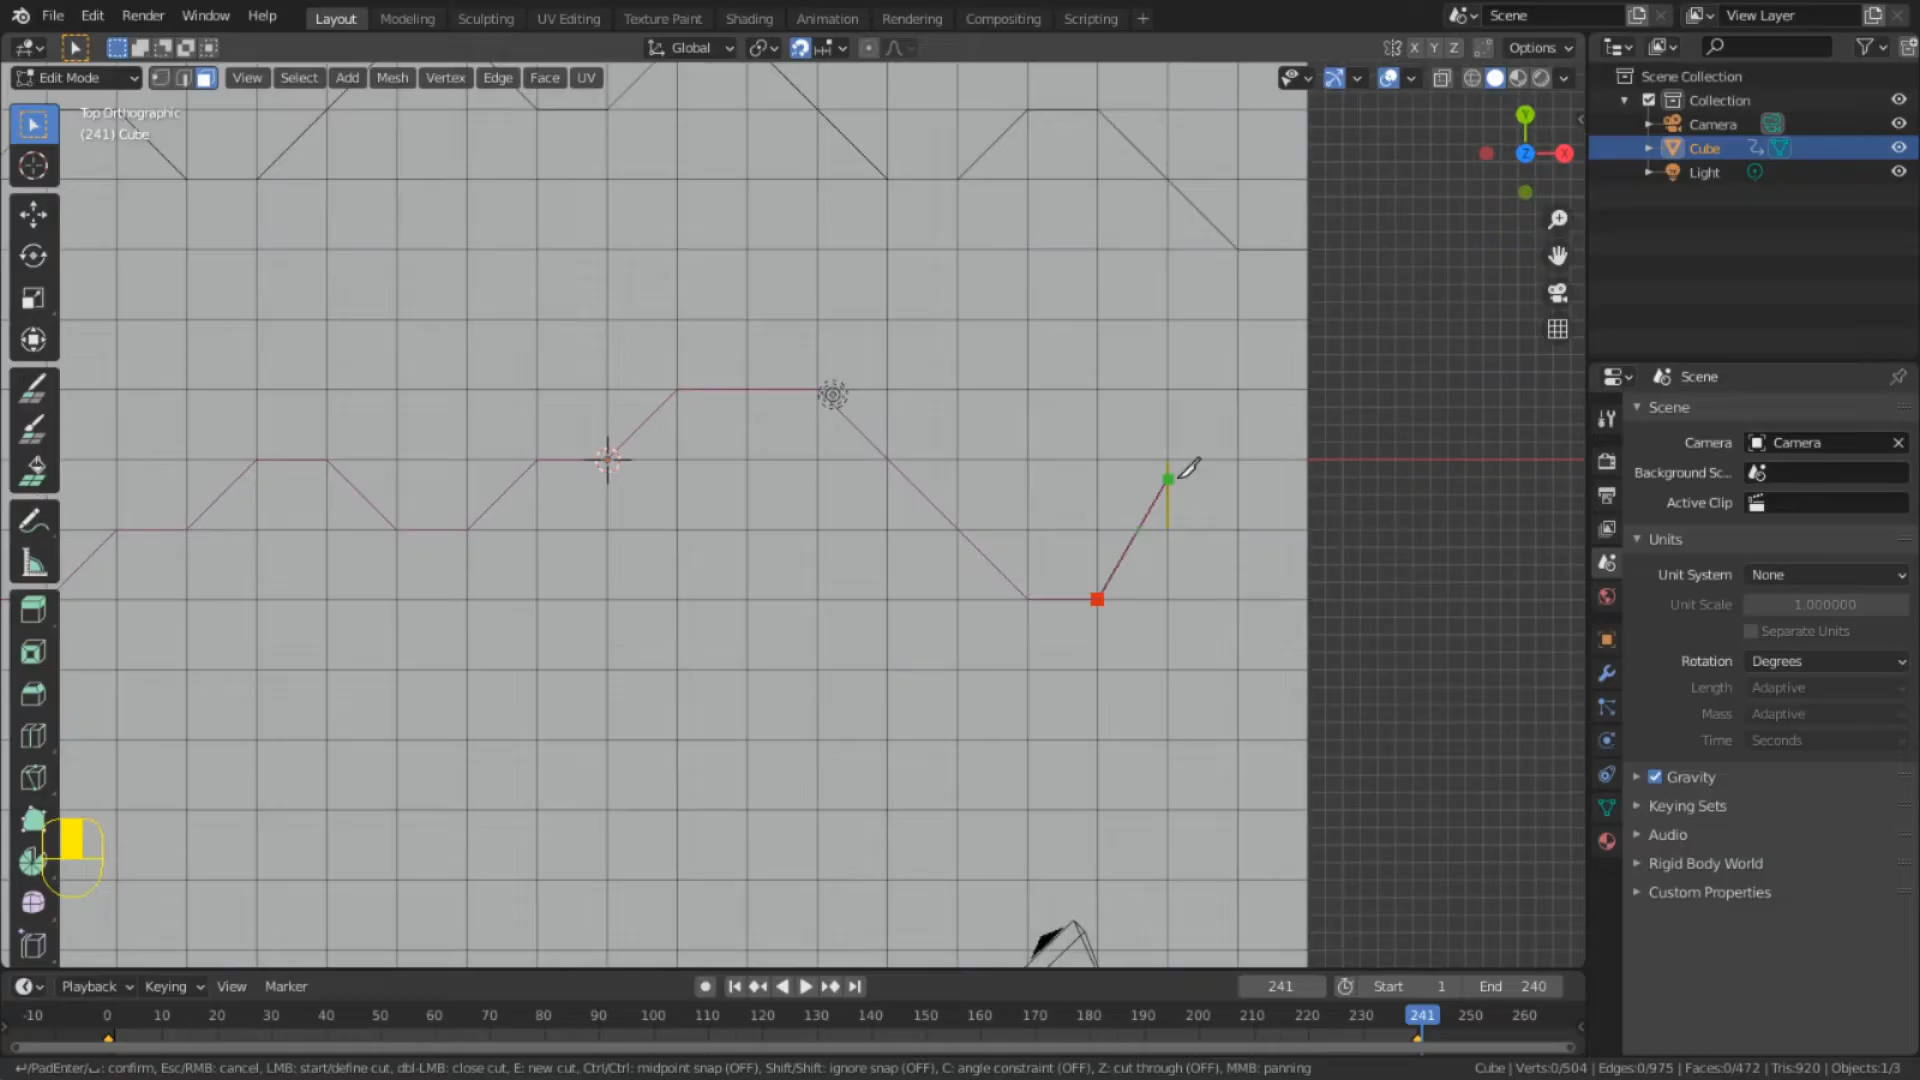 File Edit Render Window Help
Layout Modeling Sculpting UV Editing Texture Paint Shading Animation Rendering Compositing Scripting +
Scene
View Layer
Global
X Y Z
Options
Edit Mode
View Select Add Mesh Vertex Edge Face UV
Top Orthographic
(241) Cube
Y
Z
X
Scene Collection
Collection
Camera
Cube
Light
Scene
Scene
Camera Camera
Background Sc...
Active Clip
Units
Unit System None
Unit Scale 1.000000
Separate Units
Rotation Degrees
Length Adaptive
Mass Adaptive
Time Seconds
Gravity
Keying Sets
Audio
Rigid Body World
Custom Properties
Playback Keying View Marker
241 Start 1 End 240
-10 0 10 20 30 40 50 60 70 80 90 100 110 120 130 140 150 160 170 180 190 200 210 220 230 241 250 260
/PadEnter/: confirm, Esc/RMB: cancel, LMB: start/define cut, dbl-LMB: close cut, E: new cut, Ctrl/Ctrl: midpoint snap (OFF), Shift/Shift: ignore snap (OFF), C: angle constraint (OFF), Z: cut through (OFF), MMB: panning
Cube | Verts:0/504 | Edges:0/975 | Faces:0/472 | Tris:920 | Objects:1/3